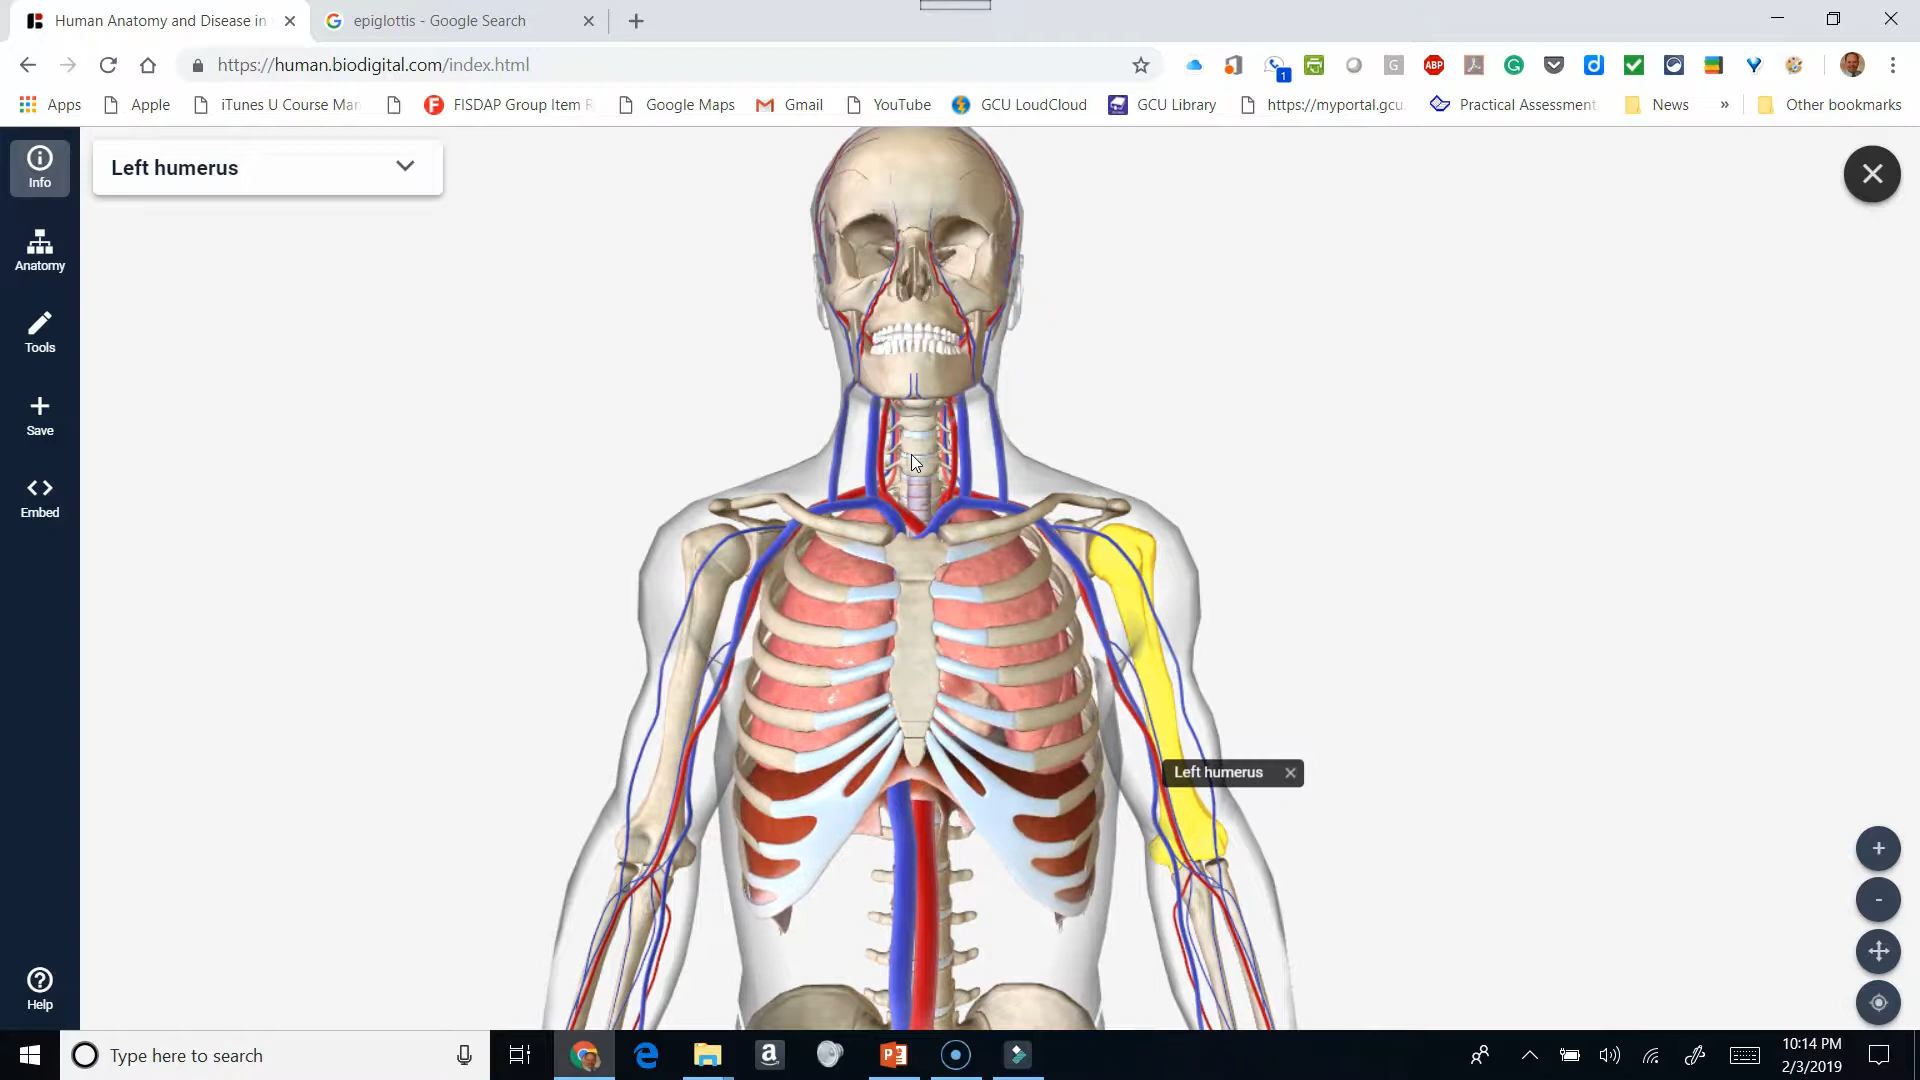 Human Anatomy and Disease in
epiglottis - Google Search
https://human.biodigital.com/index.html
1
G
ABP
Apps
Apple
iTunes U Course Man
FISDAP Group Item R
Google Maps
Gmail
YouTube
GCU LoudCloud
GCU Library
https://myportal.gcu.
Practical Assessment
News
»
Other bookmarks
Info
Left humerus
Anatomy
Tools
Save
Embed
Left humerus
Help
Type here to search
10:14 PM
2/3/2019